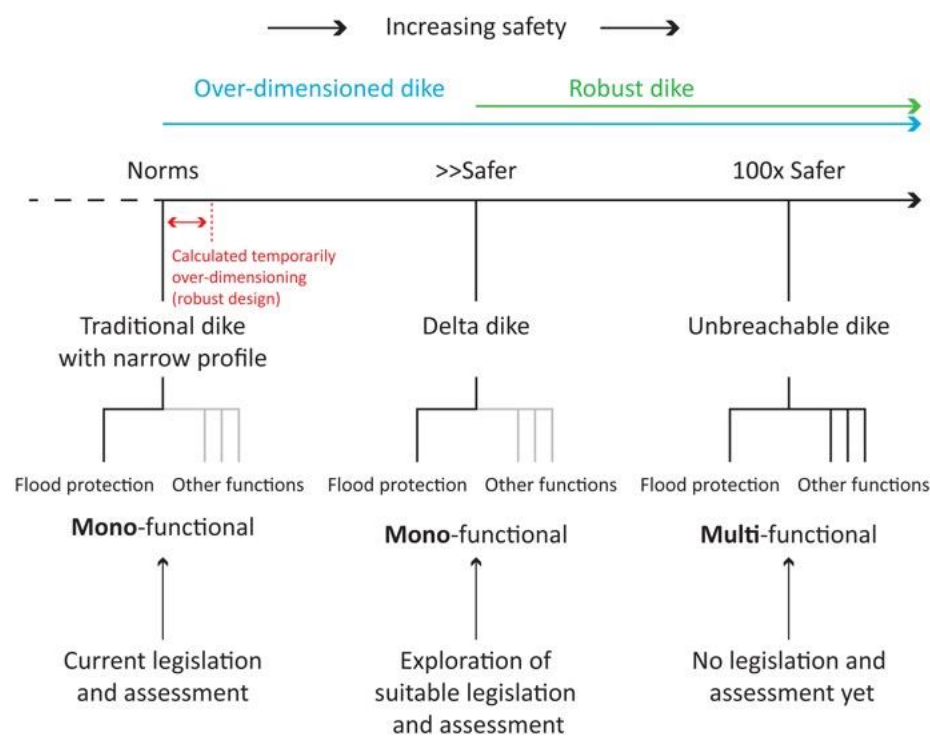 Increasing safety
Over-dimensioned dike
Robust dike
Norms
>>Safer
100x Safer
Calculated temporarily
over-dimensioning
(robust design)
Traditional dike
with narrow profile
Delta dike
Unbreachable dike
Flood protection
Other functions
Flood protection
Other functions
Flood protection
Other functions
Mono-functional
Mono-functional
Multi-functional
Current legislation
and assessment
Exploration of
suitable legislation
and assessment
No legislation and
assessment yet